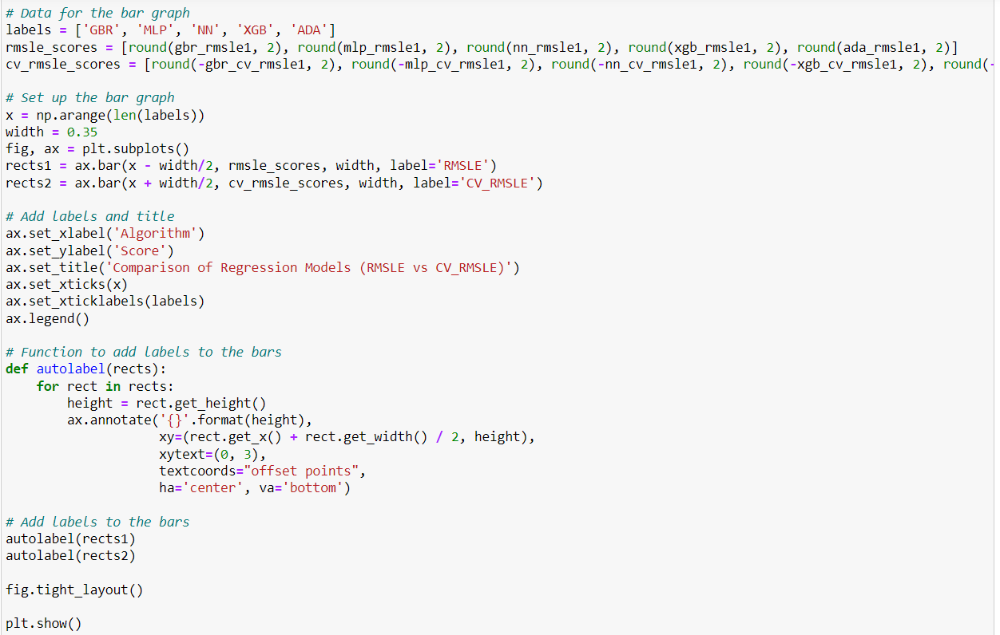 # Data for the bar graph
labels = ['GBR', 'MLP', 'NN', 'XGB', 'ADA']
rmsle_scores = [round(gbr_rmsle1, 2), round(mlp_rmsle1, 2), round(nn_rmsle1, 2), round(xgb_rmsle1, 2), round(ada_rmsle1, 2)]
cv_rmsle_scores = [round(-gbr_cv_rmsle1, 2), round(-mlp_cv_rmsle1, 2), round(-nn_cv_rmsle1, 2), round(-xgb_cv_rmsle1, 2), round(-

# Set up the bar graph
x = np.arange(len(labels))
width = 0.35
fig, ax = plt.subplots()
rects1 = ax.bar(x - width/2, rmsle_scores, width, label='RMSLE')
rects2 = ax.bar(x + width/2, cv_rmsle_scores, width, label='CV_RMSLE')

# Add labels and title
ax.set_xlabel('Algorithm')
ax.set_ylabel('Score')
ax.set_title('Comparison of Regression Models (RMSLE vs CV_RMSLE)')
ax.set_xticks(x)
ax.set_xticklabels(labels)
ax.legend()

# Function to add labels to the bars
def autolabel(rects):
    for rect in rects:
        height = rect.get_height()
        ax.annotate('{}'.format(height),
                    xy=(rect.get_x() + rect.get_width() / 2, height),
                    xytext=(0, 3),
                    textcoords="offset points",
                    ha='center', va='bottom')

# Add labels to the bars
autolabel(rects1)
autolabel(rects2)

fig.tight_layout()

plt.show()